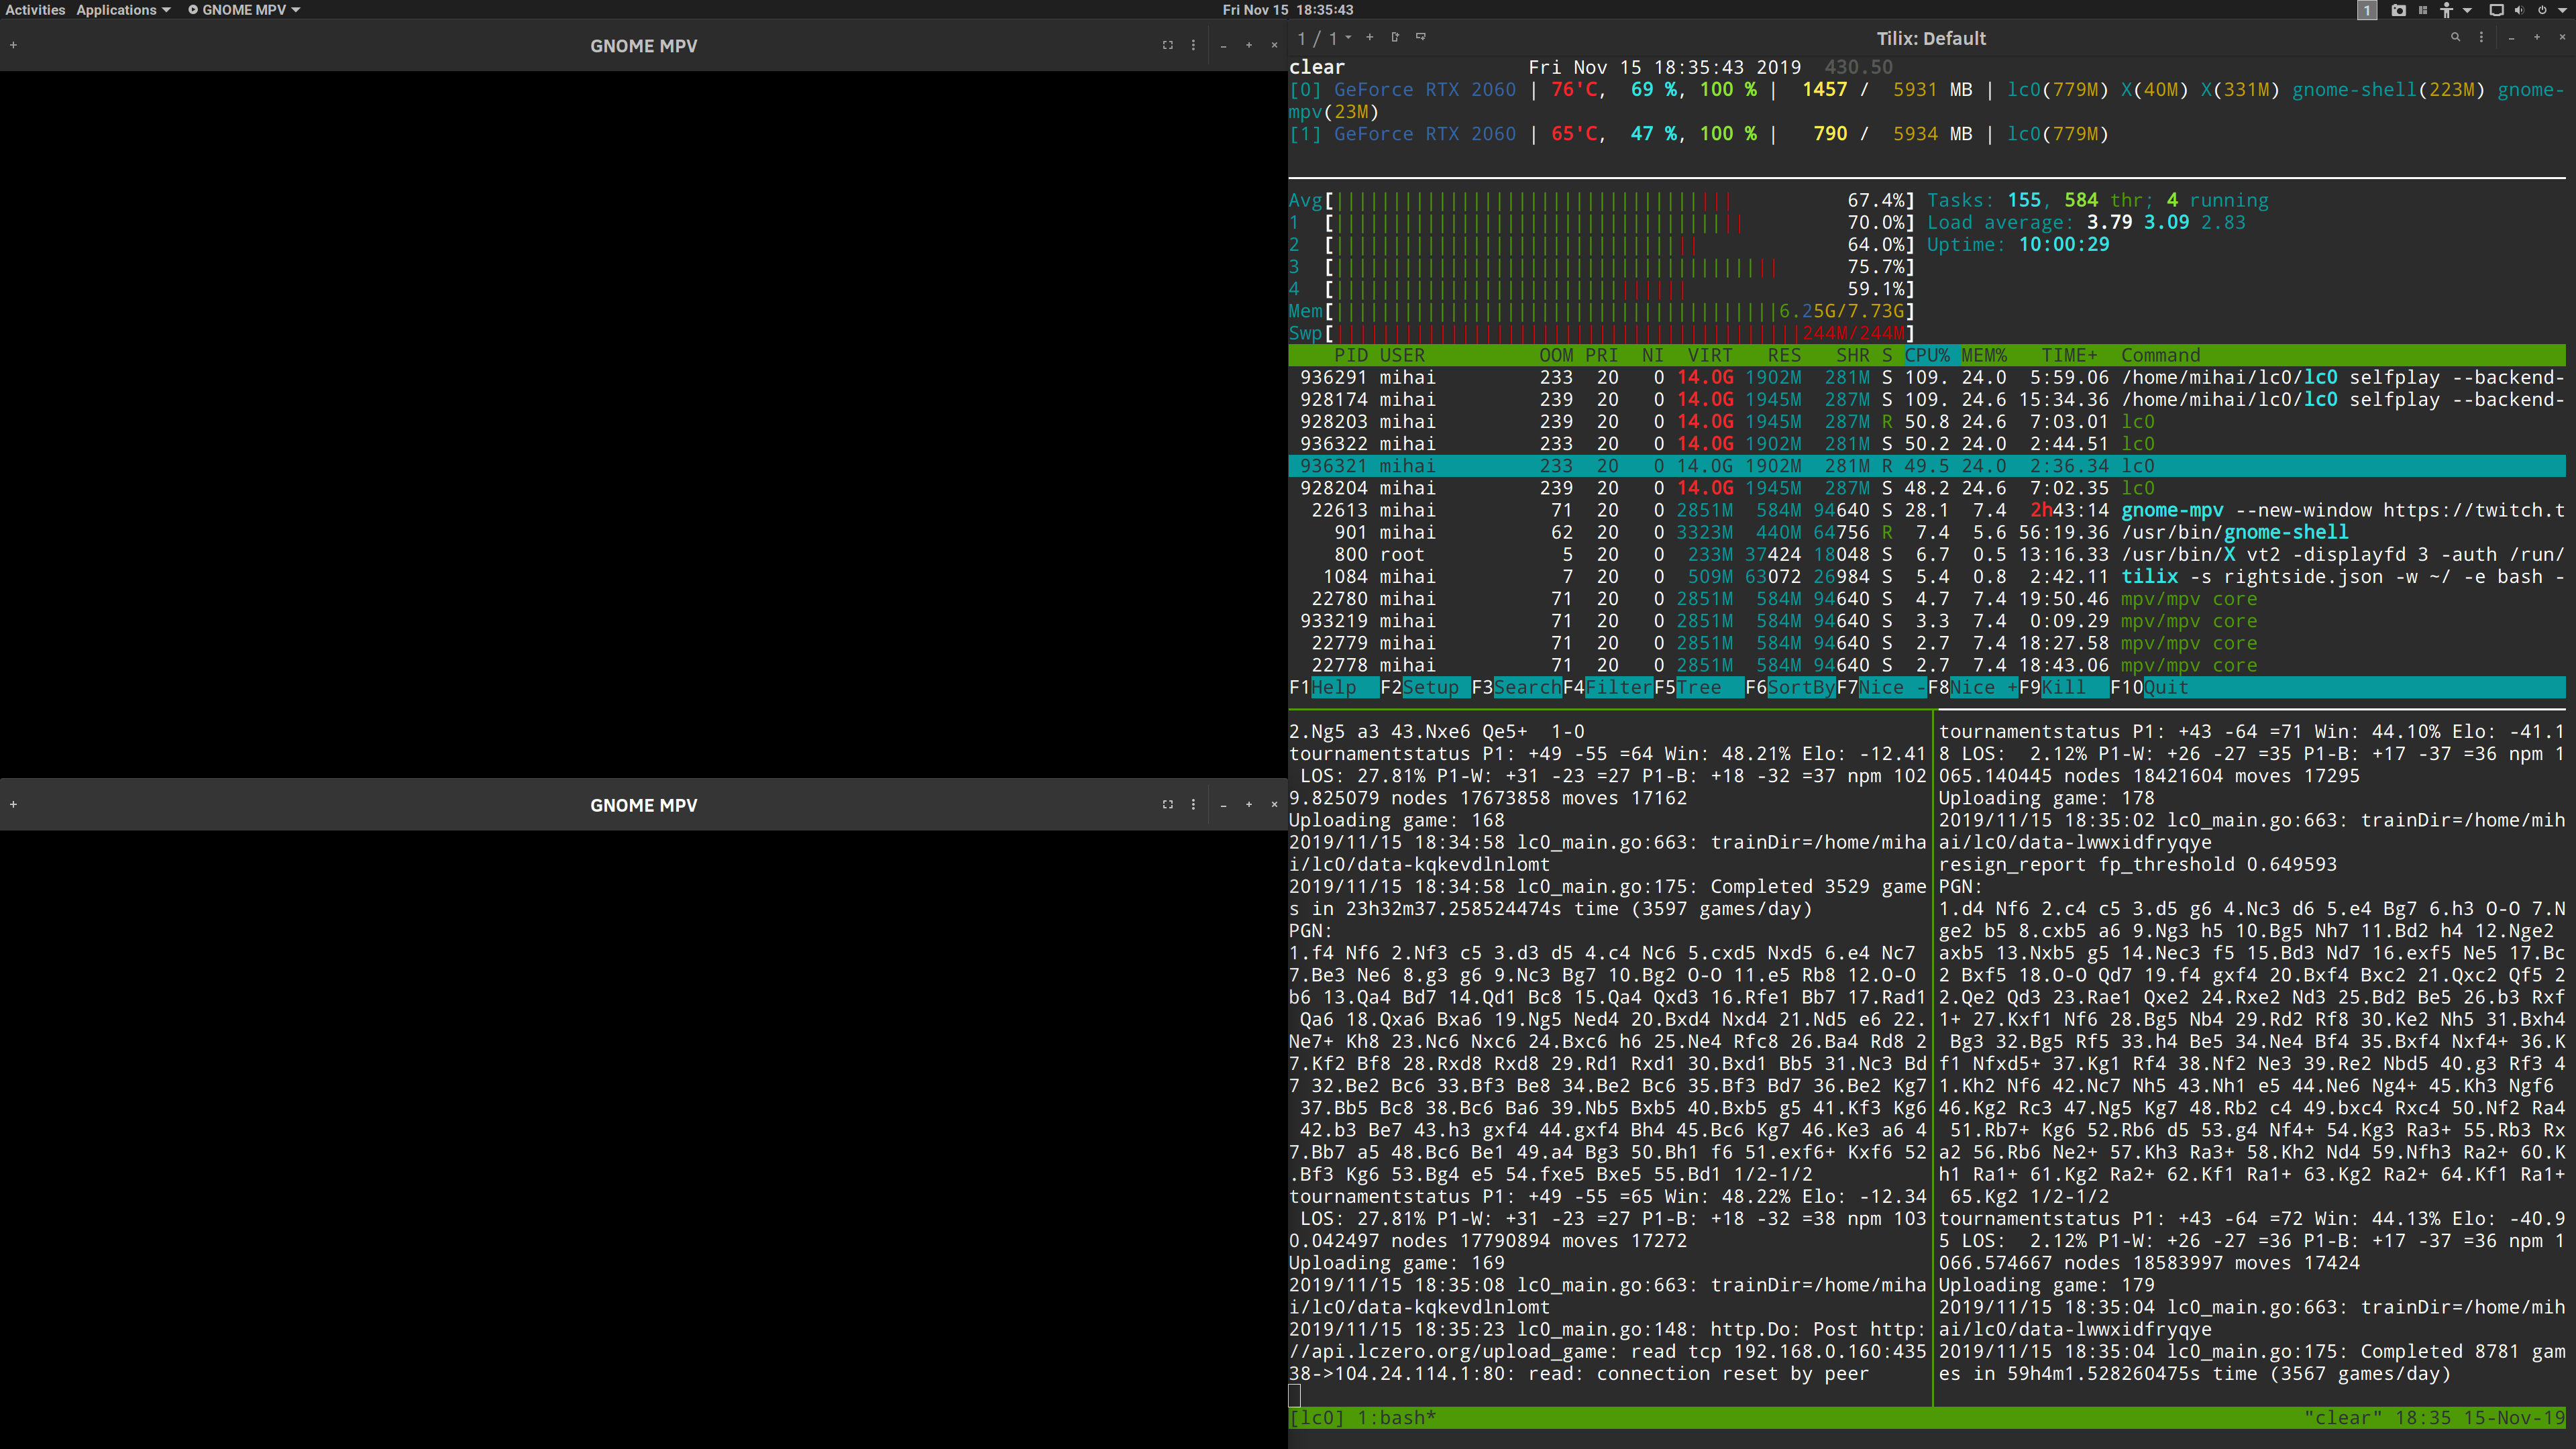 Activities Applications GNOME MPV Fri Nov 15 18:35:43 1
GNOME MPV
GNOME MPV
1 / 1 Tilix: Default
clear Fri Nov 15 18:35:43 2019 430.50
[0] GeForce RTX 2060 | 76'C, 69 %, 100 % | 1457 / 5931 MB | lc0(779M) X(40M) X(331M) gnome-shell(223M) gnome-
mpv(23M)
[1] GeForce RTX 2060 | 65'C, 47 %, 100 % | 790 / 5934 MB | lc0(779M)
Avg[ 67.4%] Tasks: 155, 584 thr; 4 running
1 [ 70.0%] Load average: 3.79 3.09 2.83
2 [ 64.0%] Uptime: 10:00:29
3 [ 75.7%]
4 [ 59.1%]
Mem[ 6.25G/7.73G]
Swp[ 244M/244M]
PID USER OOM PRI NI VIRT RES SHR S CPU% MEM% TIME+ Command
936291 mihai 233 20 0 14.0G 1902M 281M S 109. 24.0 5:59.06 /home/mihai/lc0/lc0 selfplay --backend-
928174 mihai 239 20 0 14.0G 1945M 287M S 109. 24.6 15:34.36 /home/mihai/lc0/lc0 selfplay --backend-
928203 mihai 239 20 0 14.0G 1945M 287M R 50.8 24.6 7:03.01 lc0
936322 mihai 233 20 0 14.0G 1902M 281M S 50.2 24.0 2:44.51 lc0
936321 mihai 233 20 0 14.0G 1902M 281M R 49.5 24.0 2:36.34 lc0
928204 mihai 239 20 0 14.0G 1945M 287M S 48.2 24.6 7:02.35 lc0
22613 mihai 71 20 0 2851M 584M 94640 S 28.1 7.4 2h43:14 gnome-mpv --new-window https://twitch.t
901 mihai 62 20 0 3323M 440M 64756 R 7.4 5.6 56:19.36 /usr/bin/gnome-shell
800 root 5 20 0 233M 37424 18048 S 6.7 0.5 13:16.33 /usr/bin/X vt2 -displayfd 3 -auth /run/
1084 mihai 7 20 0 509M 63072 26984 S 5.4 0.8 2:42.11 tilix -s rightside.json -w ~/ -e bash -
22780 mihai 71 20 0 2851M 584M 94640 S 4.7 7.4 19:50.46 mpv/mpv core
933219 mihai 71 20 0 2851M 584M 94640 S 3.3 7.4 0:09.29 mpv/mpv core
22779 mihai 71 20 0 2851M 584M 94640 S 2.7 7.4 18:27.58 mpv/mpv core
22778 mihai 71 20 0 2851M 584M 94640 S 2.7 7.4 18:43.06 mpv/mpv core
F1Help F2Setup F3SearchF4FilterF5Tree F6SortByF7Nice -F8Nice +F9Kill F10Quit
2.Ng5 a3 43.Nxe6 Qe5+ 1-0
tournamentstatus P1: +49 -55 =64 Win: 48.21% Elo: -12.41
LOS: 27.81% P1-W: +31 -23 =27 P1-B: +18 -32 =37 npm 102
9.825079 nodes 17673858 moves 17162
Uploading game: 168
2019/11/15 18:34:58 lc0_main.go:663: trainDir=/home/miha
i/lc0/data-kqkevdlnlomt
2019/11/15 18:34:58 lc0_main.go:175: Completed 3529 game
s in 23h32m37.258524474s time (3597 games/day)
PGN:
1.f4 Nf6 2.Nf3 c5 3.d3 d5 4.c4 Nc6 5.cxd5 Nxd5 6.e4 Nc7
7.Be3 Ne6 8.g3 g6 9.Nc3 Bg7 10.Bg2 O-O 11.e5 Rb8 12.O-O
b6 13.Qa4 Bd7 14.Qd1 Bc8 15.Qa4 Qxd3 16.Rfe1 Bb7 17.Rad1
Qa6 18.Qxa6 Bxa6 19.Ng5 Ned4 20.Bxd4 Nxd4 21.Nd5 e6 22.
Ne7+ Kh8 23.Nc6 Nxc6 24.Bxc6 h6 25.Ne4 Rfc8 26.Ba4 Rd8 2
7.Kf2 Bf8 28.Rxd8 Rxd8 29.Rd1 Rxd1 30.Bxd1 Bb5 31.Nc3 Bd
7 32.Be2 Bc6 33.Bf3 Be8 34.Be2 Bc6 35.Bf3 Bd7 36.Be2 Kg7
37.Bb5 Bc8 38.Bc6 Ba6 39.Nb5 Bxb5 40.Bxb5 g5 41.Kf3 Kg6
42.b3 Be7 43.h3 gxf4 44.gxf4 Bh4 45.Bc6 Kg7 46.Ke3 a6 4
7.Bb7 a5 48.Bc6 Be1 49.a4 Bg3 50.Bh1 f6 51.exf6+ Kxf6 52
.Bf3 Kg6 53.Bg4 e5 54.fxe5 Bxe5 55.Bd1 1/2-1/2
tournamentstatus P1: +49 -55 =65 Win: 48.22% Elo: -12.34
LOS: 27.81% P1-W: +31 -23 =27 P1-B: +18 -32 =38 npm 103
0.042497 nodes 17790894 moves 17272
Uploading game: 169
2019/11/15 18:35:08 lc0_main.go:663: trainDir=/home/miha
i/lc0/data-kqkevdlnlomt
2019/11/15 18:35:23 lc0_main.go:148: http.Do: Post http:
//api.lczero.org/upload_game: read tcp 192.168.0.160:435
38->104.24.114.1:80: read: connection reset by peer
tournamentstatus P1: +43 -64 =71 Win: 44.10% Elo: -41.1
8 LOS: 2.12% P1-W: +26 -27 =35 P1-B: +17 -37 =36 npm 1
065.140445 nodes 18421604 moves 17295
Uploading game: 178
2019/11/15 18:35:02 lc0_main.go:663: trainDir=/home/mih
ai/lc0/data-lwwxidfryqye
resign_report fp_threshold 0.649593
PGN:
1.d4 Nf6 2.c4 c5 3.d5 g6 4.Nc3 d6 5.e4 Bg7 6.h3 O-O 7.N
ge2 b5 8.cxb5 a6 9.Ng3 h5 10.Bg5 Nh7 11.Bd2 h4 12.Nge2
axb5 13.Nxb5 g5 14.Nec3 f5 15.Bd3 Nd7 16.exf5 Ne5 17.Bc
2 Bxf5 18.O-O Qd7 19.f4 gxf4 20.Bxf4 Bxc2 21.Qxc2 Qf5 2
2.Qe2 Qd3 23.Rae1 Qxe2 24.Rxe2 Nd3 25.Bd2 Be5 26.b3 Rxf
1+ 27.Kxf1 Nf6 28.Bg5 Nb4 29.Rd2 Rf8 30.Ke2 Nh5 31.Bxh4
Bg3 32.Bg5 Rf5 33.h4 Be5 34.Ne4 Bf4 35.Bxf4 Nxf4+ 36.K
f1 Nfxd5+ 37.Kg1 Rf4 38.Nf2 Ne3 39.Re2 Nbd5 40.g3 Rf3 4
1.Kh2 Nf6 42.Nc7 Nh5 43.Nh1 e5 44.Ne6 Ng4+ 45.Kh3 Ngf6
46.Kg2 Rc3 47.Ng5 Kg7 48.Rb2 c4 49.bxc4 Rxc4 50.Nf2 Ra4
51.Rb7+ Kg6 52.Rb6 d5 53.g4 Nf4+ 54.Kg3 Ra3+ 55.Rb3 Rx
a2 56.Rb6 Ne2+ 57.Kh3 Ra3+ 58.Kh2 Nd4 59.Nfh3 Ra2+ 60.K
h1 Ra1+ 61.Kg2 Ra2+ 62.Kf1 Ra1+ 63.Kg2 Ra2+ 64.Kf1 Ra1+
65.Kg2 1/2-1/2
tournamentstatus P1: +43 -64 =72 Win: 44.13% Elo: -40.9
5 LOS: 2.12% P1-W: +26 -27 =36 P1-B: +17 -37 =36 npm 1
066.574667 nodes 18583997 moves 17424
Uploading game: 179
2019/11/15 18:35:04 lc0_main.go:663: trainDir=/home/mih
ai/lc0/data-lwwxidfryqye
2019/11/15 18:35:04 lc0_main.go:175: Completed 8781 gam
es in 59h4m1.528260475s time (3567 games/day)
[lc0] 1:bash* "clear" 18:35 15-Nov-19